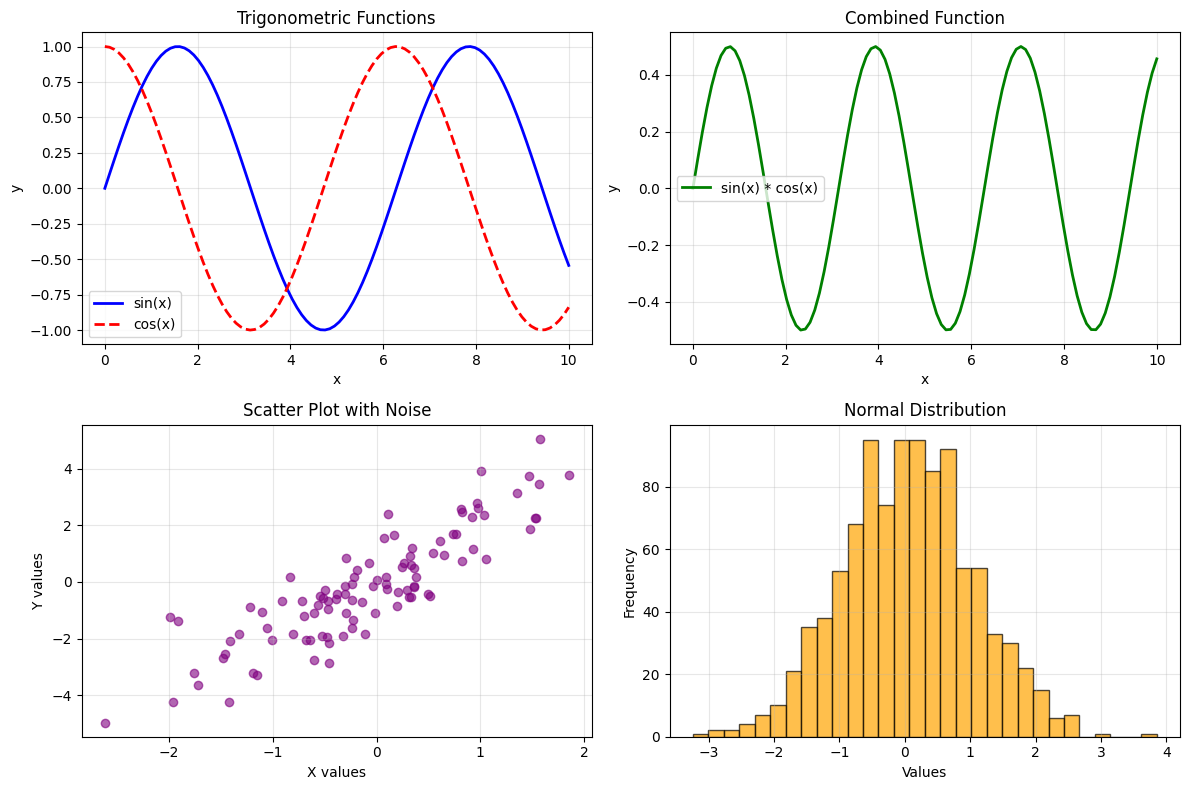 Trigonometric Functions
1.00
0.75
0.50
0.25
0.00
−0.25
−0.50
−0.75
−1.00
y
sin(x)
cos(x)
0 2 4 6 8 10
x
Combined Function
0.4
0.2
0.0
−0.2
−0.4
y
sin(x) * cos(x)
0 2 4 6 8 10
x
Scatter Plot with Noise
4
2
0
−2
−4
Y values
−2 −1 0 1 2
X values
Normal Distribution
80
60
40
20
0
Frequency
−3 −2 −1 0 1 2 3 4
Values